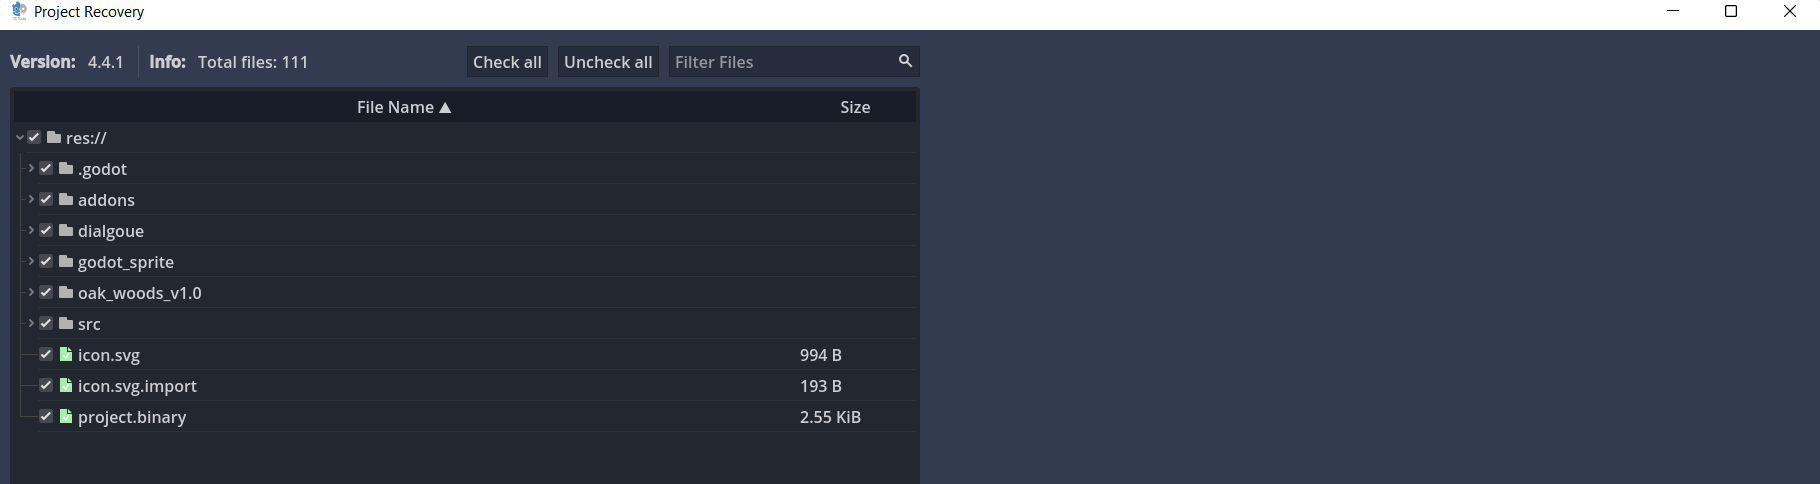 Project Recovery
Version: 4.4.1 Info: Total files: 111 Check all Uncheck all Filter Files
File Name Size
res://
.godot
addons
dialgoue
godot_sprite
oak_woods_v1.0
src
icon.svg 994 B
icon.svg.import 193 B
project.binary 2.55 KiB